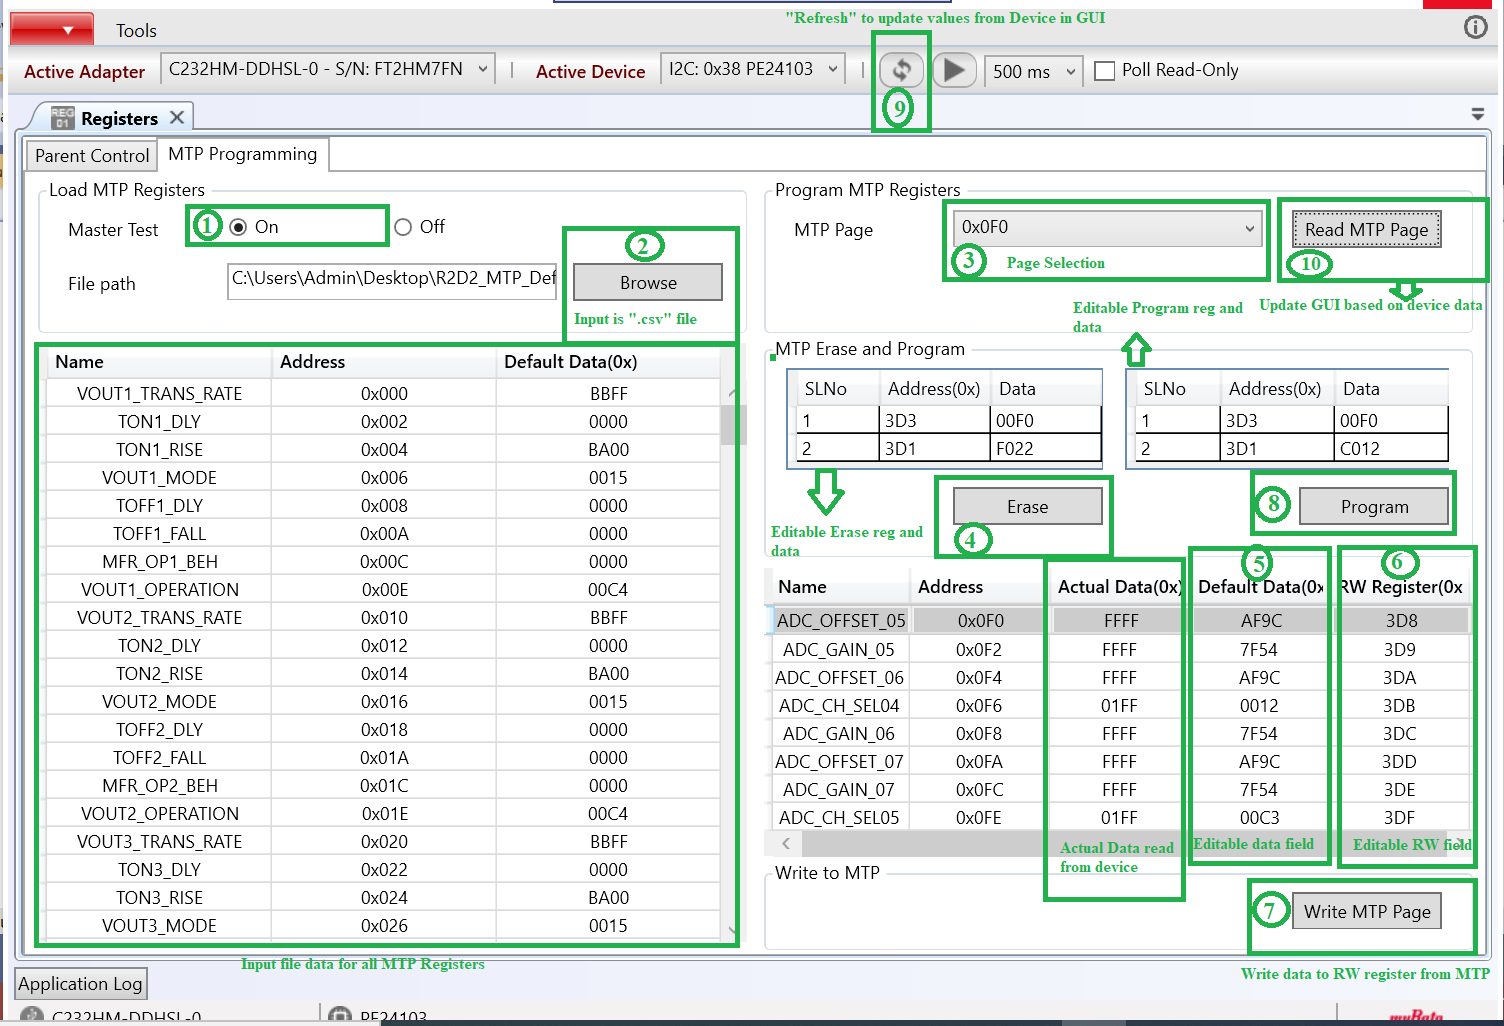 "Refresh" to update values from Device in GUI
Tools
Active Adapter C232HM-DDHSL-0 - S/N: FT2HM7FN | Active Device I2C: 0x38 PE24103 | 500 ms Poll Read-Only
9
REG 01 Registers
Parent Control MTP Programming
Load MTP Registers
Master Test 1 On Off
2
File path C:\Users\Admin\Desktop\R2D2_MTP_Def Browse
Input is ".csv" file
Name Address Default Data(0x)
VOUT1_TRANS_RATE 0x000 BBFF
TON1_DLY 0x002 0000
TON1_RISE 0x004 BA00
VOUT1_MODE 0x006 0015
TOFF1_DLY 0x008 0000
TOFF1_FALL 0x00A 0000
MFR_OP1_BEH 0x00C 0000
VOUT1_OPERATION 0x00E 00C4
VOUT2_TRANS_RATE 0x010 BBFF
TON2_DLY 0x012 0000
TON2_RISE 0x014 BA00
VOUT2_MODE 0x016 0015
TOFF2_DLY 0x018 0000
TOFF2_FALL 0x01A 0000
MFR_OP2_BEH 0x01C 0000
VOUT2_OPERATION 0x01E 00C4
VOUT3_TRANS_RATE 0x020 BBFF
TON3_DLY 0x022 0000
TON3_RISE 0x024 BA00
VOUT3_MODE 0x026 0015
Input file data for all MTP Registers
Program MTP Registers
MTP Page 0x0F0 Read MTP Page
3 Page Selection 10
Editable Program reg and
data
Update GUI based on device data
MTP Erase and Program
SLNo Address(0x) Data
1 3D3 00F0
2 3D1 F022
SLNo Address(0x) Data
1 3D3 00F0
2 3D1 C012
Erase 8 Program
Editable Erase reg and
data
4
5 6
Name Address Actual Data(0x) Default Data(0x RW Register(0x
ADC_OFFSET_05 0x0F0 FFFF AF9C 3D8
ADC_GAIN_05 0x0F2 FFFF 7F54 3D9
ADC_OFFSET_06 0x0F4 FFFF AF9C 3DA
ADC_CH_SEL04 0x0F6 01FF 0012 3DB
ADC_GAIN_06 0x0F8 FFFF 7F54 3DC
ADC_OFFSET_07 0x0FA FFFF AF9C 3DD
ADC_GAIN_07 0x0FC FFFF 7F54 3DE
ADC_CH_SEL05 0x0FE 01FF 00C3 3DF
Actual Data read
from device
Editable data field
Editable RW field
Write to MTP
7 Write MTP Page
Write data to RW register from MTP
Application Log
C232HM-DDHSL-0 PE24103 muRata